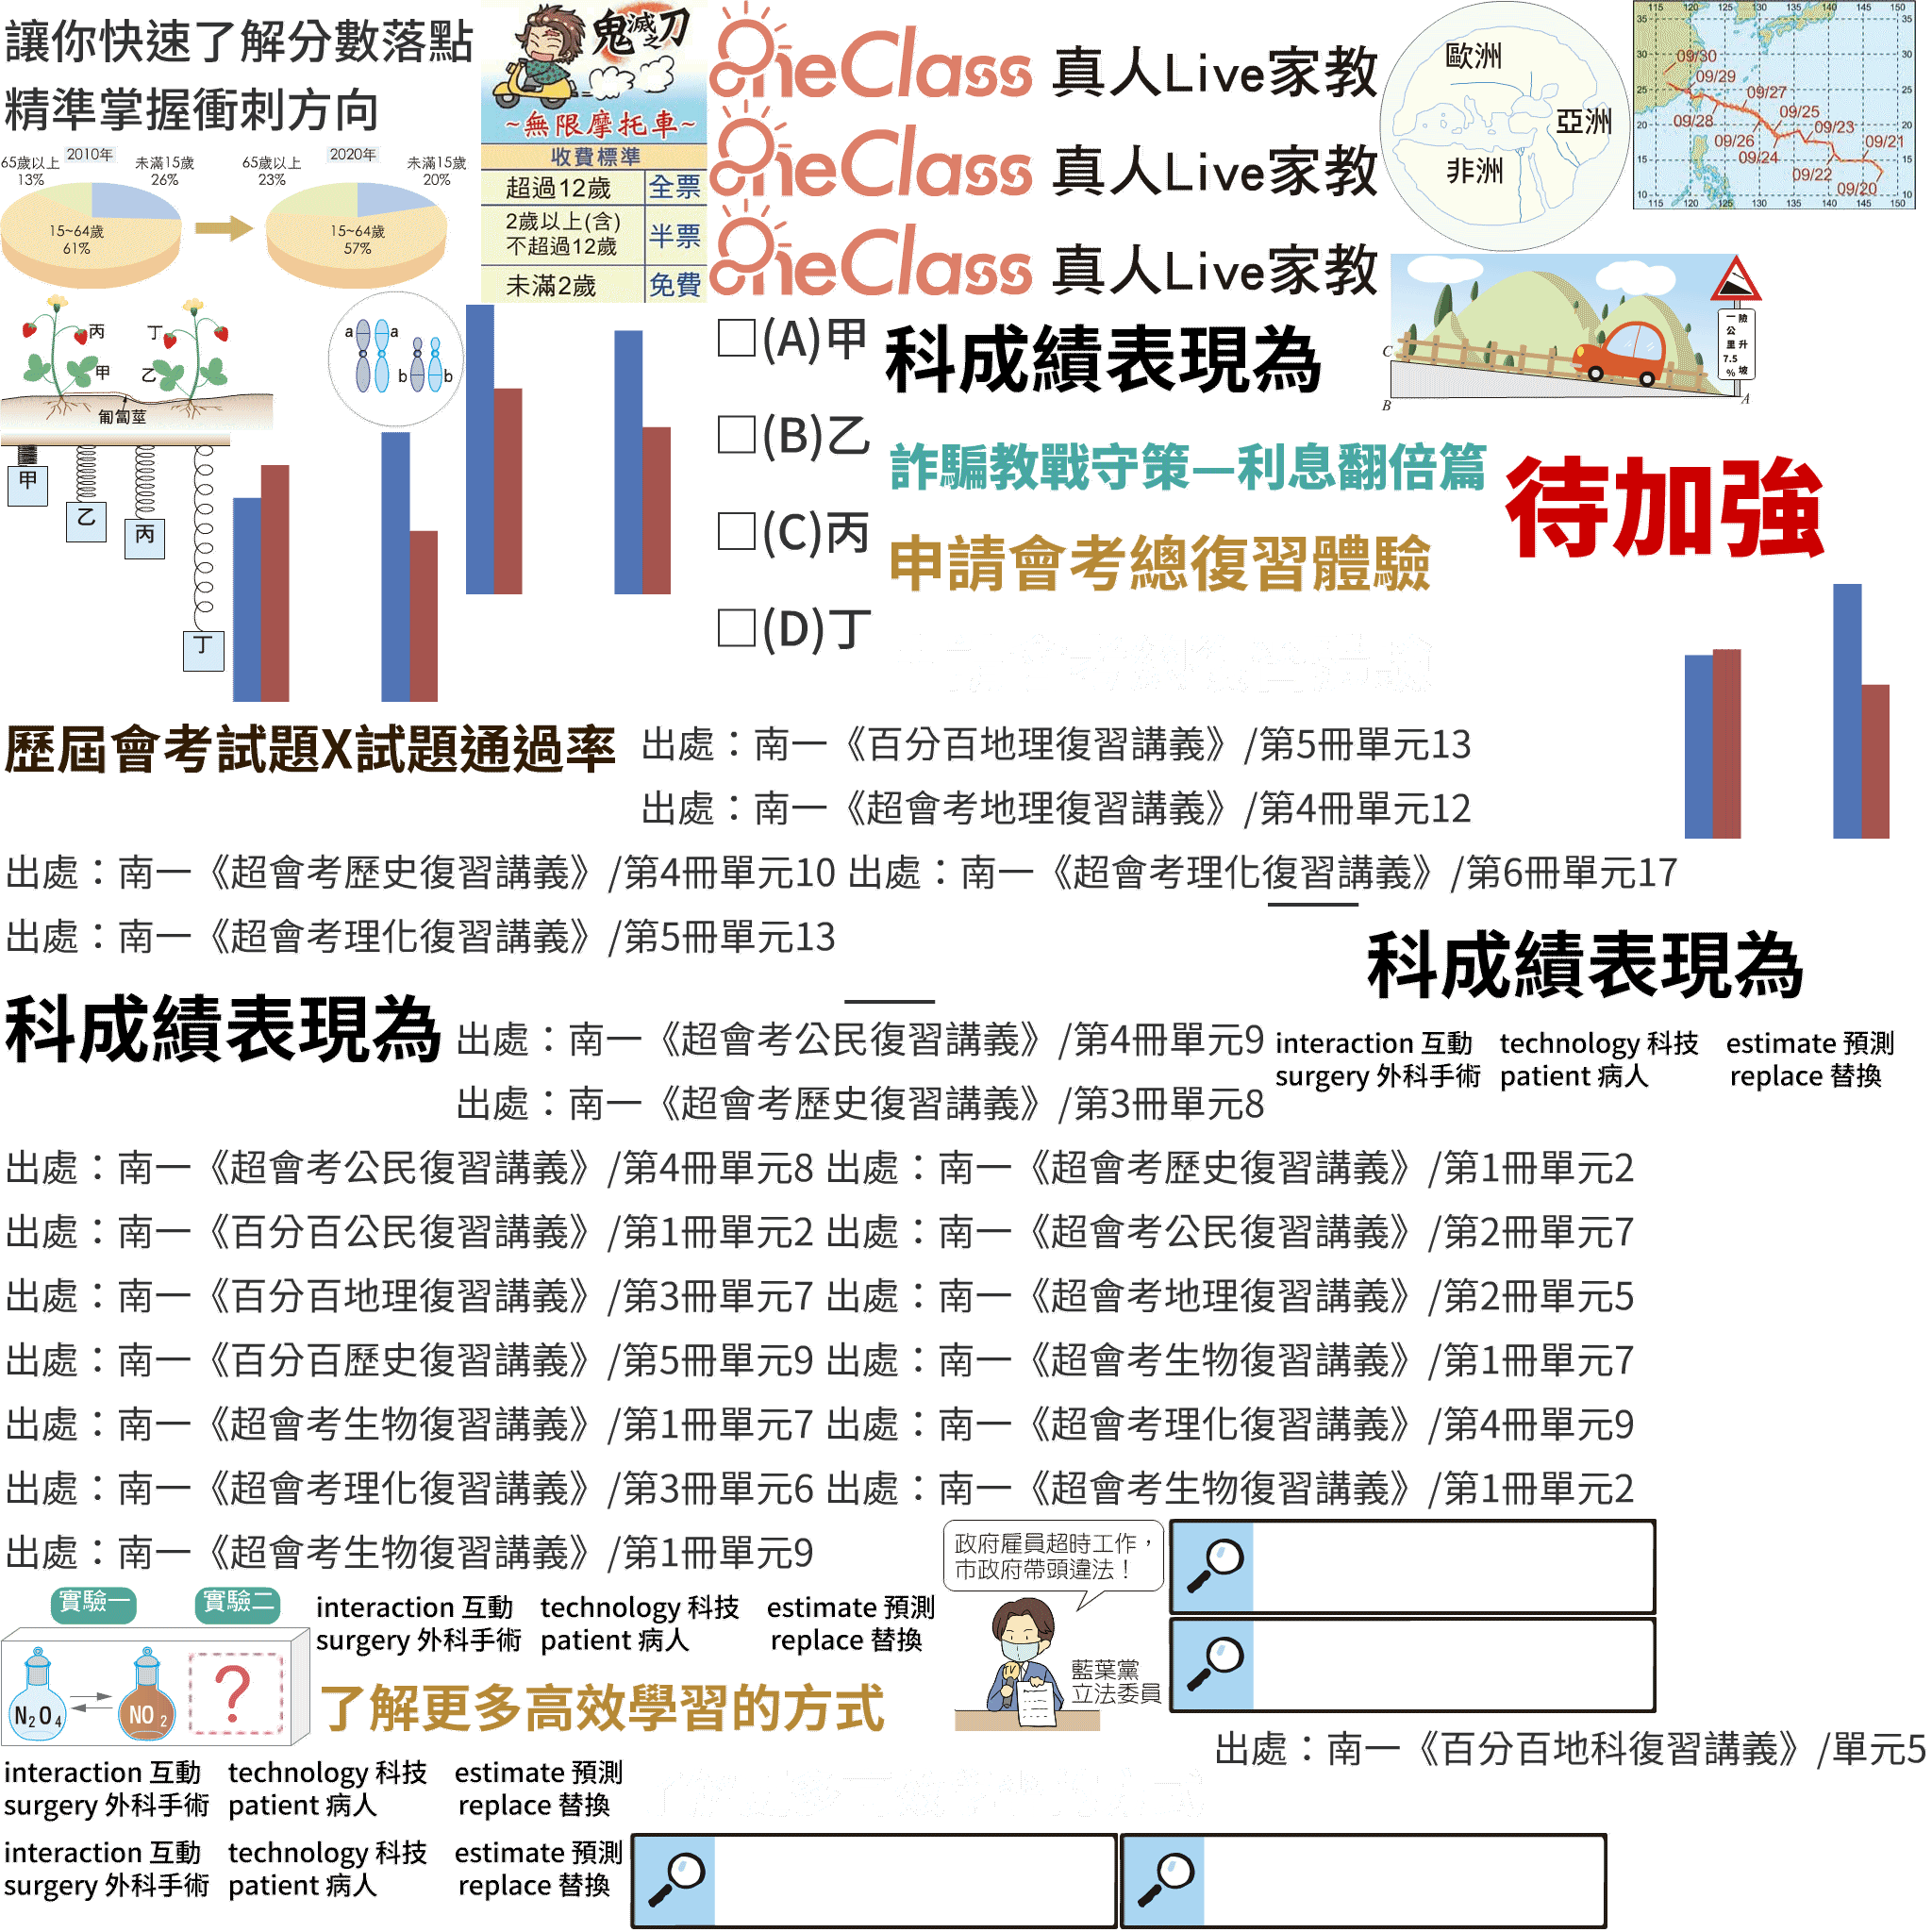 讓你快速了解分數落點
精準掌握衝刺方向
65歲以上
13%
2010年
未滿15歲
26%
15~64歲
61%
65歲以上
23%
2020年
未滿15歲
20%
15~64歲
57%
鬼滅之刃
~無限摩托車~
收費標準
超過12歲 全票
2歲以上(含)
不超過12歲
半票
未滿2歲 免費
OneClass 真人Live家教
OneClass 真人Live家教
OneClass 真人Live家教
歐洲
亞洲
非洲
115 120 125 130 135 140 145 150
35 35
30 30
25 25
20 20
15 15
10 10
115 120 125 130 135 140 145 150
09/30
09/29
09/27
09/28
09/25
09/26
09/23
09/24
09/21
09/22
09/20
丙
甲
丁
乙
匍匐莖
a a
b b
甲
乙
丙
丁
(A)甲
(B)乙
(C)丙
(D)丁
科成績表現為
詐騙教戰守策—利息翻倍篇
申請會考總復習體驗
C
B
A
險升坡
一公里7.5%
待加強
歷屆會考試題X試題通過率
出處：南一《百分百地理復習講義》/第5冊單元13
出處：南一《超會考地理復習講義》/第4冊單元12
出處：南一《超會考歷史復習講義》/第4冊單元10
出處：南一《超會考理化復習講義》/第6冊單元17
出處：南一《超會考理化復習講義》/第5冊單元13
科成績表現為
科成績表現為
出處：南一《超會考公民復習講義》/第4冊單元9
interaction 互動 technology 科技 estimate 預測
surgery 外科手術 patient 病人 replace 替換
出處：南一《超會考歷史復習講義》/第3冊單元8
出處：南一《超會考公民復習講義》/第4冊單元8
出處：南一《超會考歷史復習講義》/第1冊單元2
出處：南一《百分百公民復習講義》/第1冊單元2
出處：南一《超會考公民復習講義》/第2冊單元7
出處：南一《百分百地理復習講義》/第3冊單元7
出處：南一《超會考地理復習講義》/第2冊單元5
出處：南一《百分百歷史復習講義》/第5冊單元9
出處：南一《超會考生物復習講義》/第1冊單元7
出處：南一《超會考生物復習講義》/第1冊單元7
出處：南一《超會考理化復習講義》/第4冊單元9
出處：南一《超會考理化復習講義》/第3冊單元6
出處：南一《超會考生物復習講義》/第1冊單元2
出處：南一《超會考生物復習講義》/第1冊單元9
政府雇員超時工作，
市政府帶頭違法！
藍葉黨
立法委員
實驗一
實驗二
N2O4
NO2
?
interaction 互動 technology 科技 estimate 預測
surgery 外科手術 patient 病人 replace 替換
了解更多高效學習的方式
出處：南一《百分百地科復習講義》/單元5
interaction 互動 technology 科技 estimate 預測
surgery 外科手術 patient 病人 replace 替換
interaction 互動 technology 科技 estimate 預測
surgery 外科手術 patient 病人 replace 替換